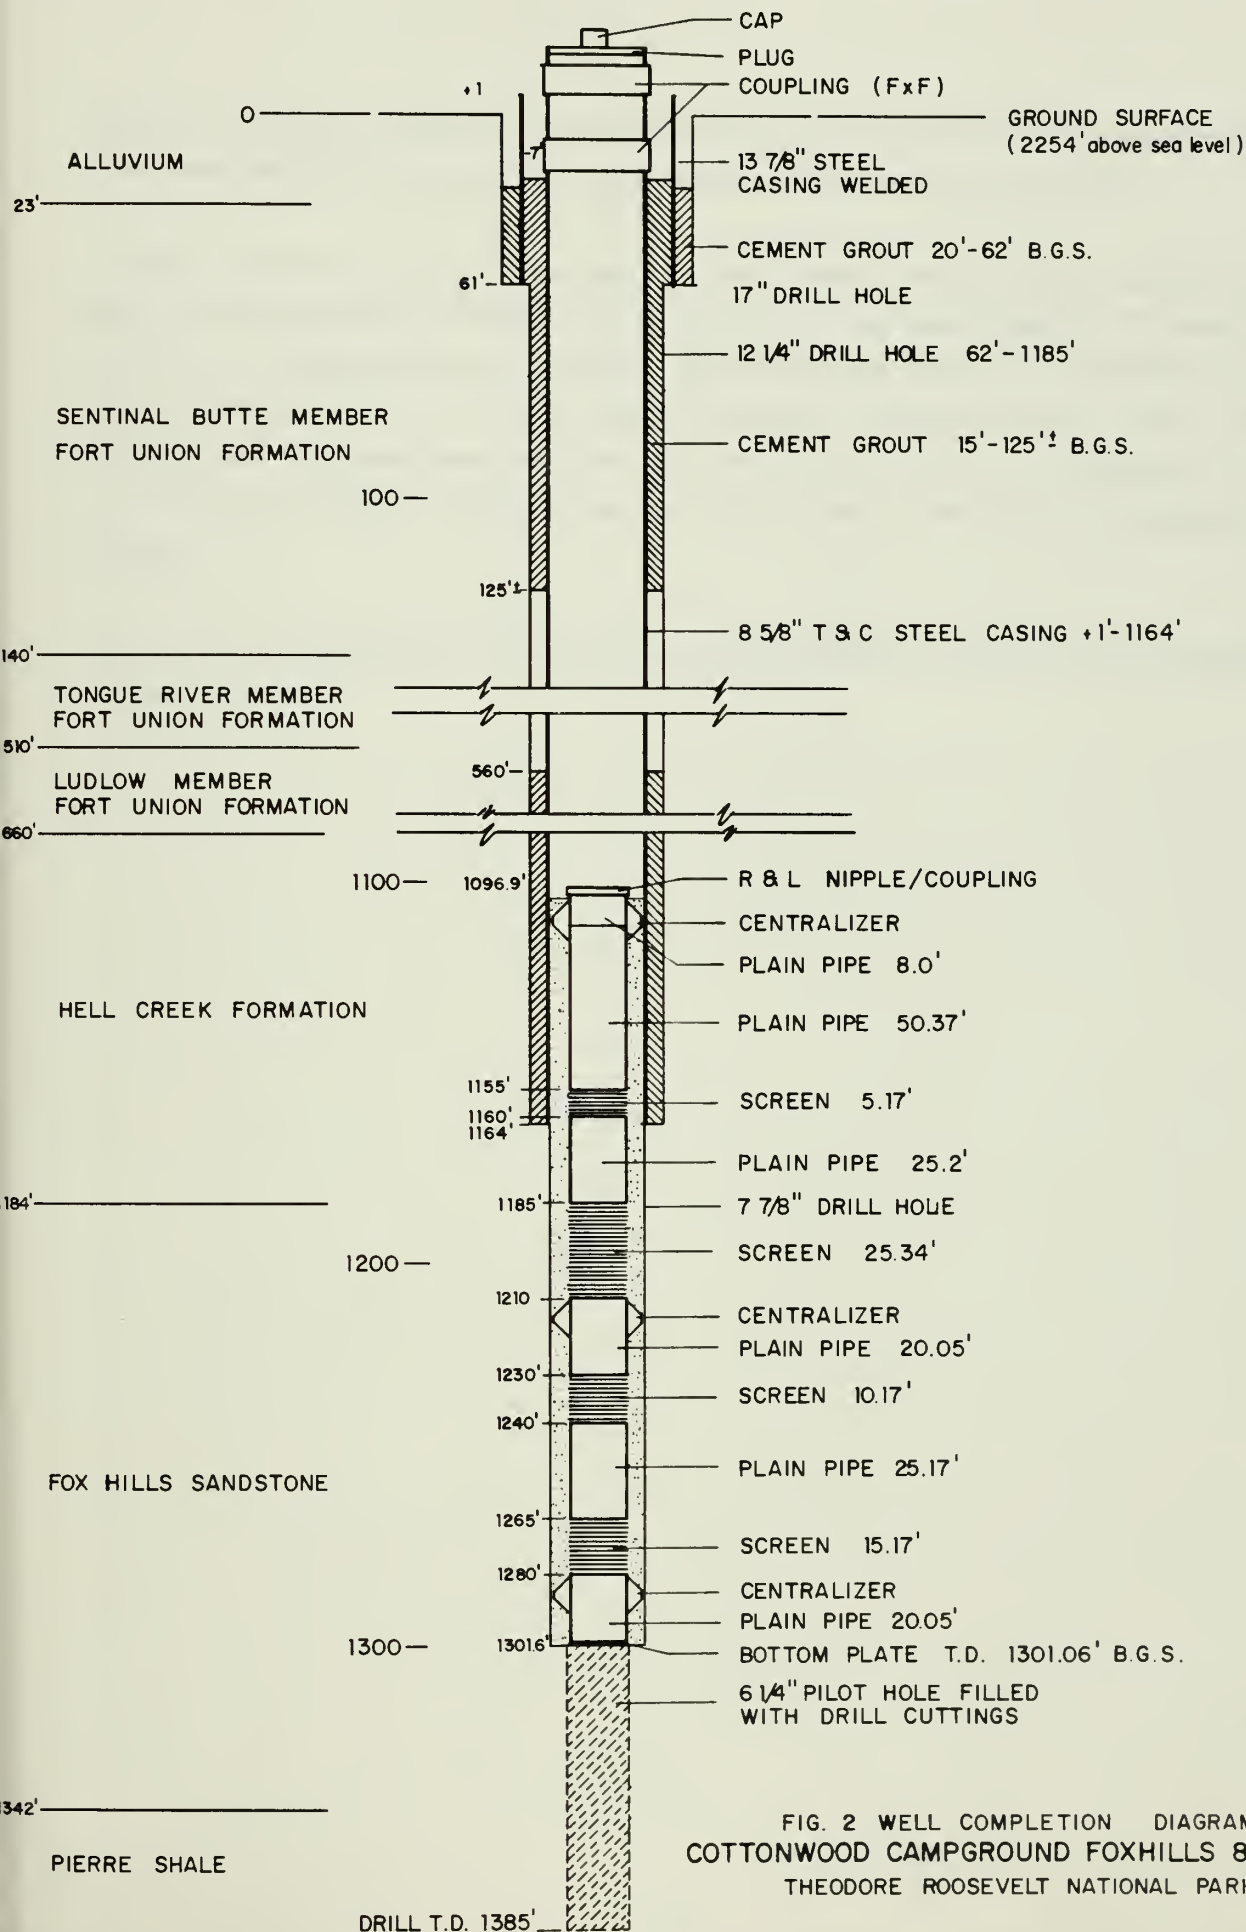 CAP
PLUG
COUPLING (FxF)
+1
0
GROUND SURFACE
(2254' above sea level)
ALLUVIUM
-7'
13 7/8" STEEL
CASING WELDED
23'
CEMENT GROUT 20'-62' B.G.S.
61'
17" DRILL HOLE
12 1/4" DRILL HOLE 62'-1185'
SENTINAL BUTTE MEMBER
FORT UNION FORMATION
CEMENT GROUT 15'-125'± B.G.S.
100
125'±
8 5/8" T & C STEEL CASING +1'-1164'
140'
TONGUE RIVER MEMBER
FORT UNION FORMATION
510'
560'
LUDLOW MEMBER
FORT UNION FORMATION
660'
1100
1096.9'
R & L NIPPLE/COUPLING
CENTRALIZER
PLAIN PIPE 8.0'
HELL CREEK FORMATION
PLAIN PIPE 50.37'
1155'
SCREEN 5.17'
1160'
1164'
PLAIN PIPE 25.2'
184'
1185'
7 7/8" DRILL HOLE
SCREEN 25.34'
1200
1210
CENTRALIZER
PLAIN PIPE 20.05'
1230'
SCREEN 10.17'
1240'
PLAIN PIPE 25.17'
FOX HILLS SANDSTONE
1265'
SCREEN 15.17'
1280'
CENTRALIZER
PLAIN PIPE 20.05'
1300
1301.6'
BOTTOM PLATE T.D. 1301.06' B.G.S.
6 1/4" PILOT HOLE FILLED
WITH DRILL CUTTINGS
1342'
PIERRE SHALE
FIG. 2 WELL COMPLETION DIAGRAM
COTTONWOOD CAMPGROUND FOXHILLS 8
THEODORE ROOSEVELT NATIONAL PARK
DRILL T.D. 1385'